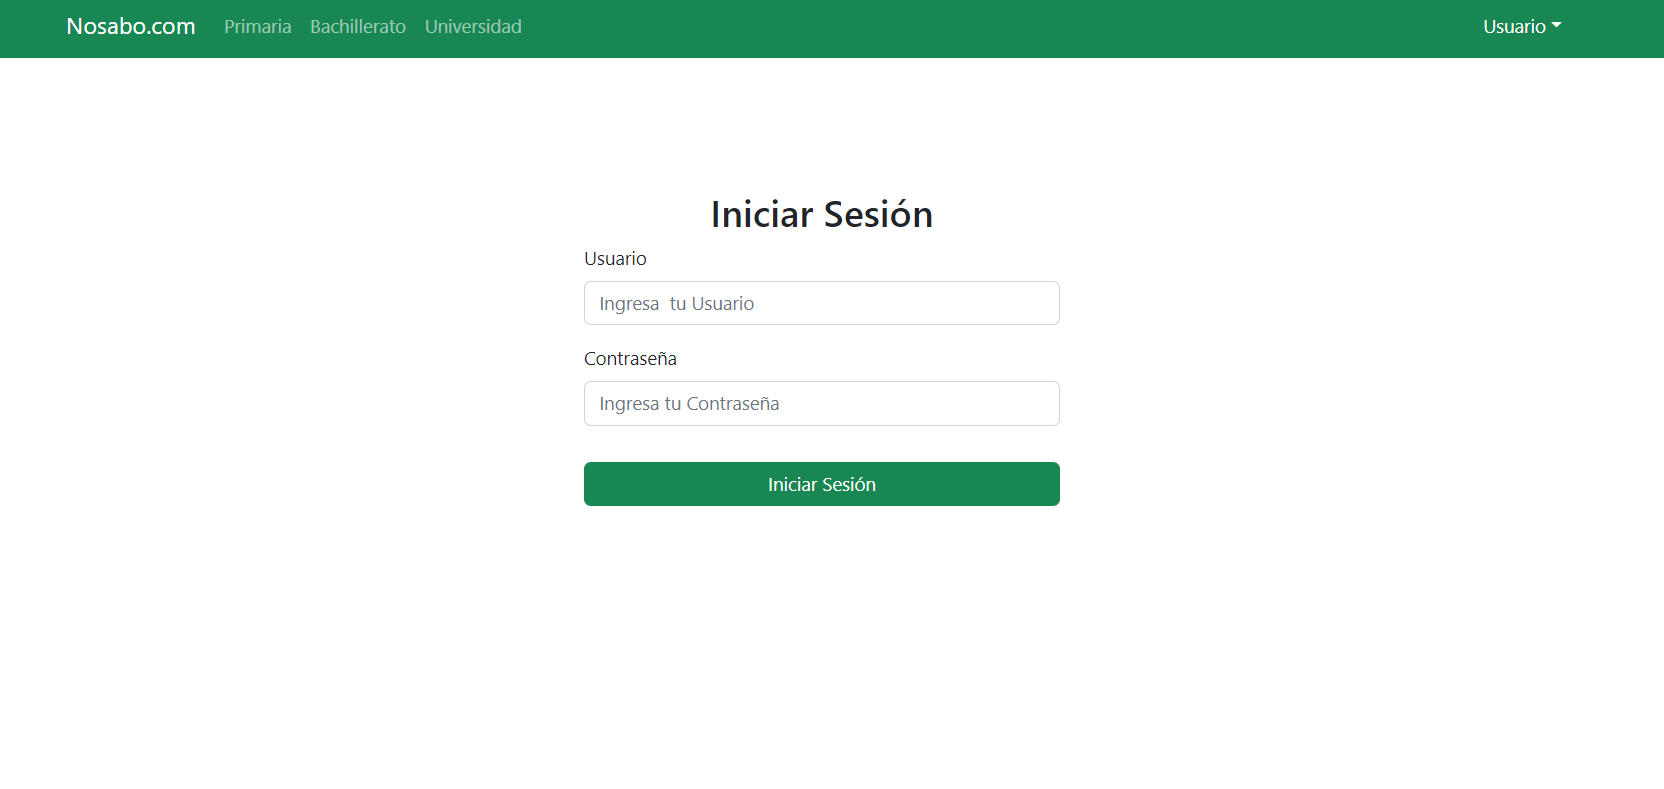 Nosabo.com Primaria Bachillerato Universidad Usuario
Iniciar Sesión
Usuario
Ingresa  tu Usuario
Contraseña
Ingresa tu Contraseña
Iniciar Sesión